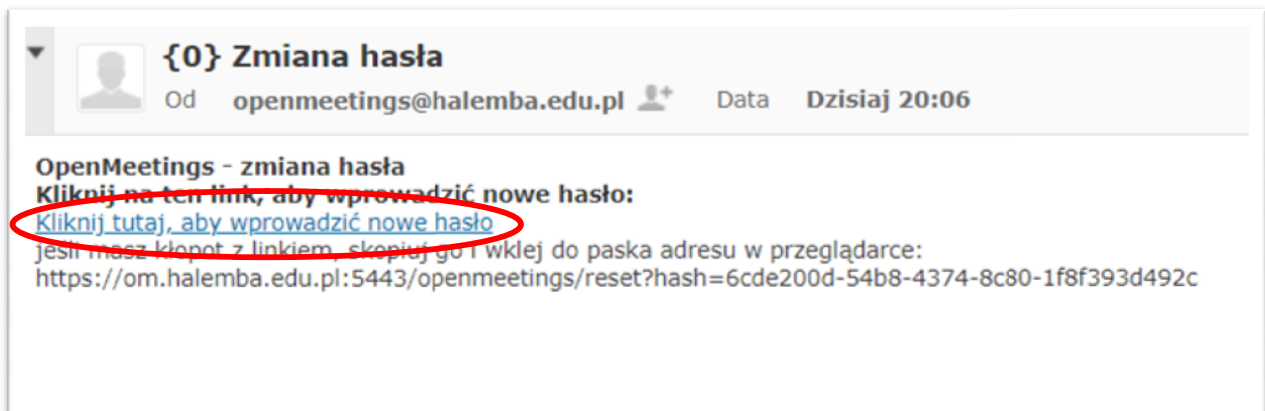 {0} Zmiana hasła
Od openmeetings@halemba.edu.pl Data Dzisiaj 20:06
OpenMeetings - zmiana hasła
Kliknij na ten link, aby wprowadzić nowe hasło:
Kliknij tutaj, aby wprowadzić nowe hasło
jeśli masz kłopot z linkiem, skopiuj go i wklej do paska adresu w przeglądarce:
https://om.halemba.edu.pl:5443/openmeetings/reset?hash=6cde200d-54b8-4374-8c80-1f8f393d492c